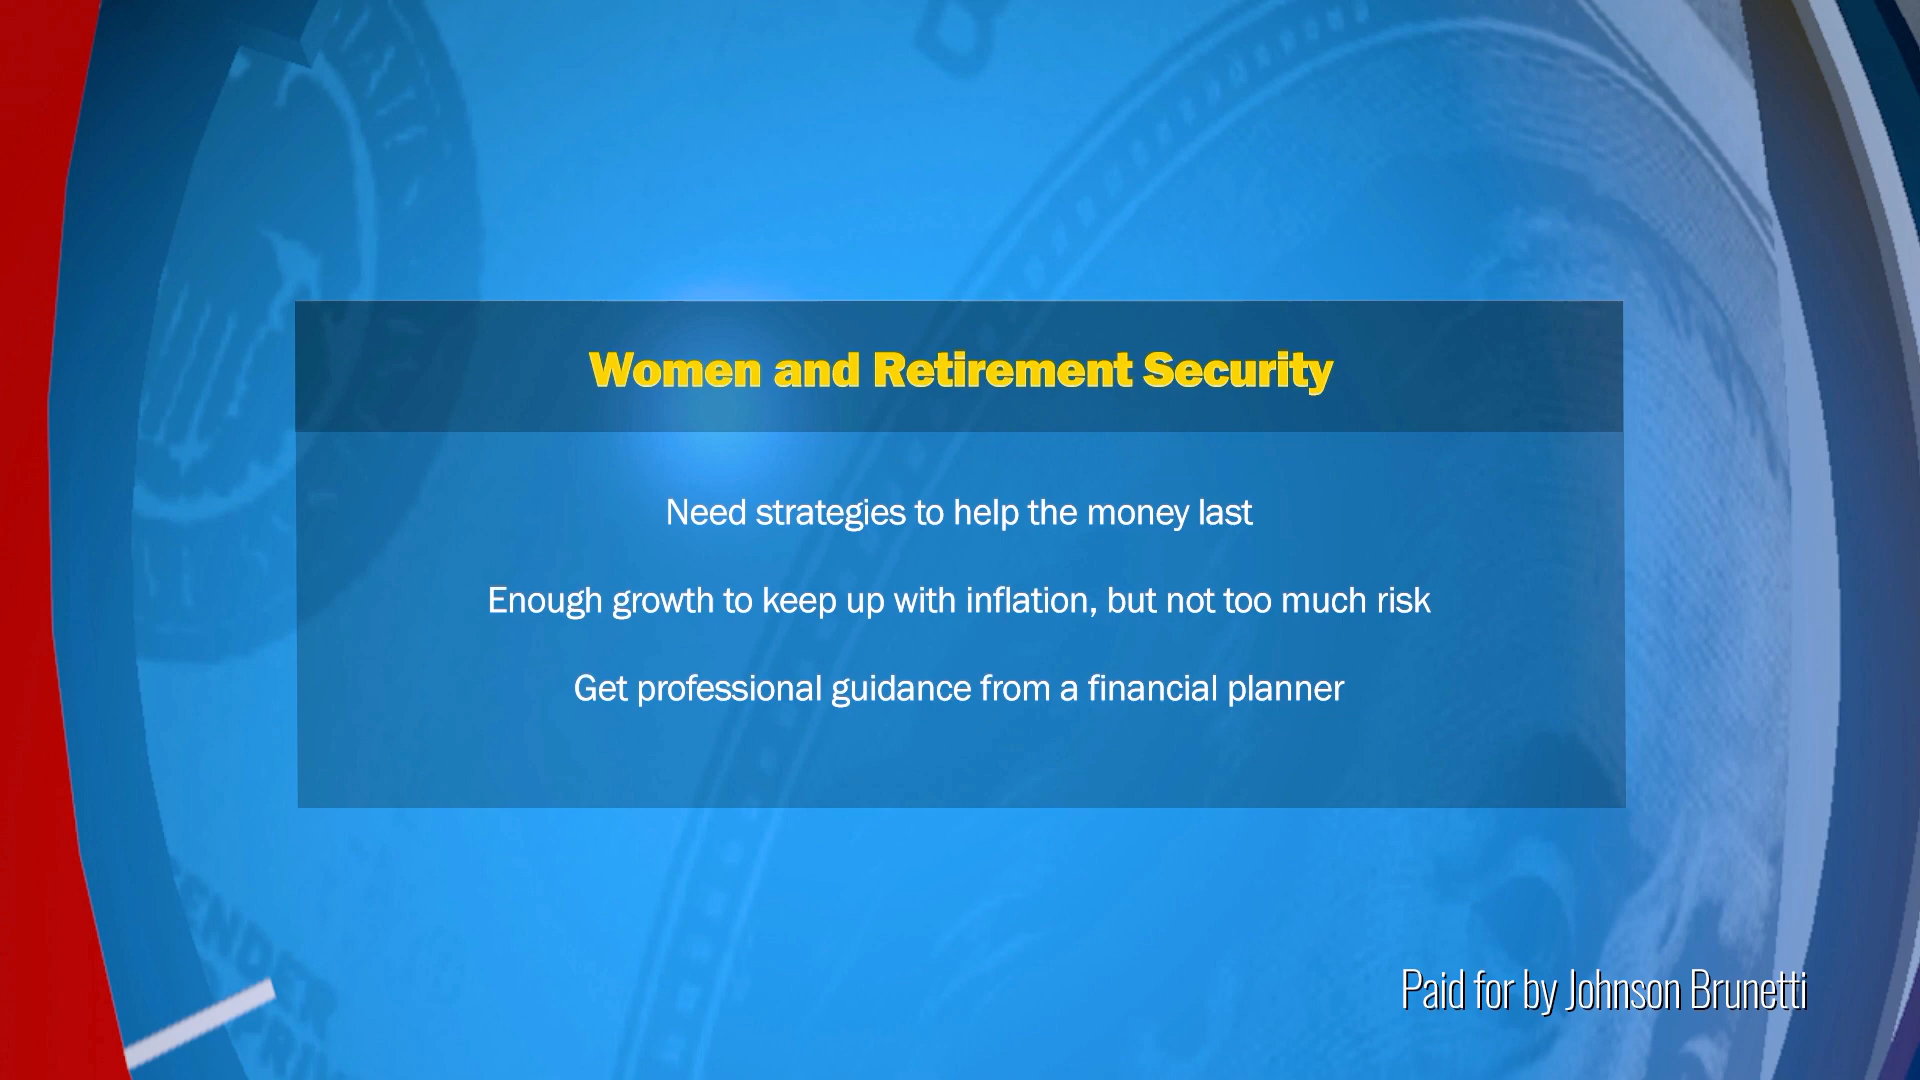 Women and Retirement Security
Need strategies to help the money last
Enough growth to keep up with inflation, but not too much risk
Get professional guidance from a financial planner
Paid for by Johnson Brunetti